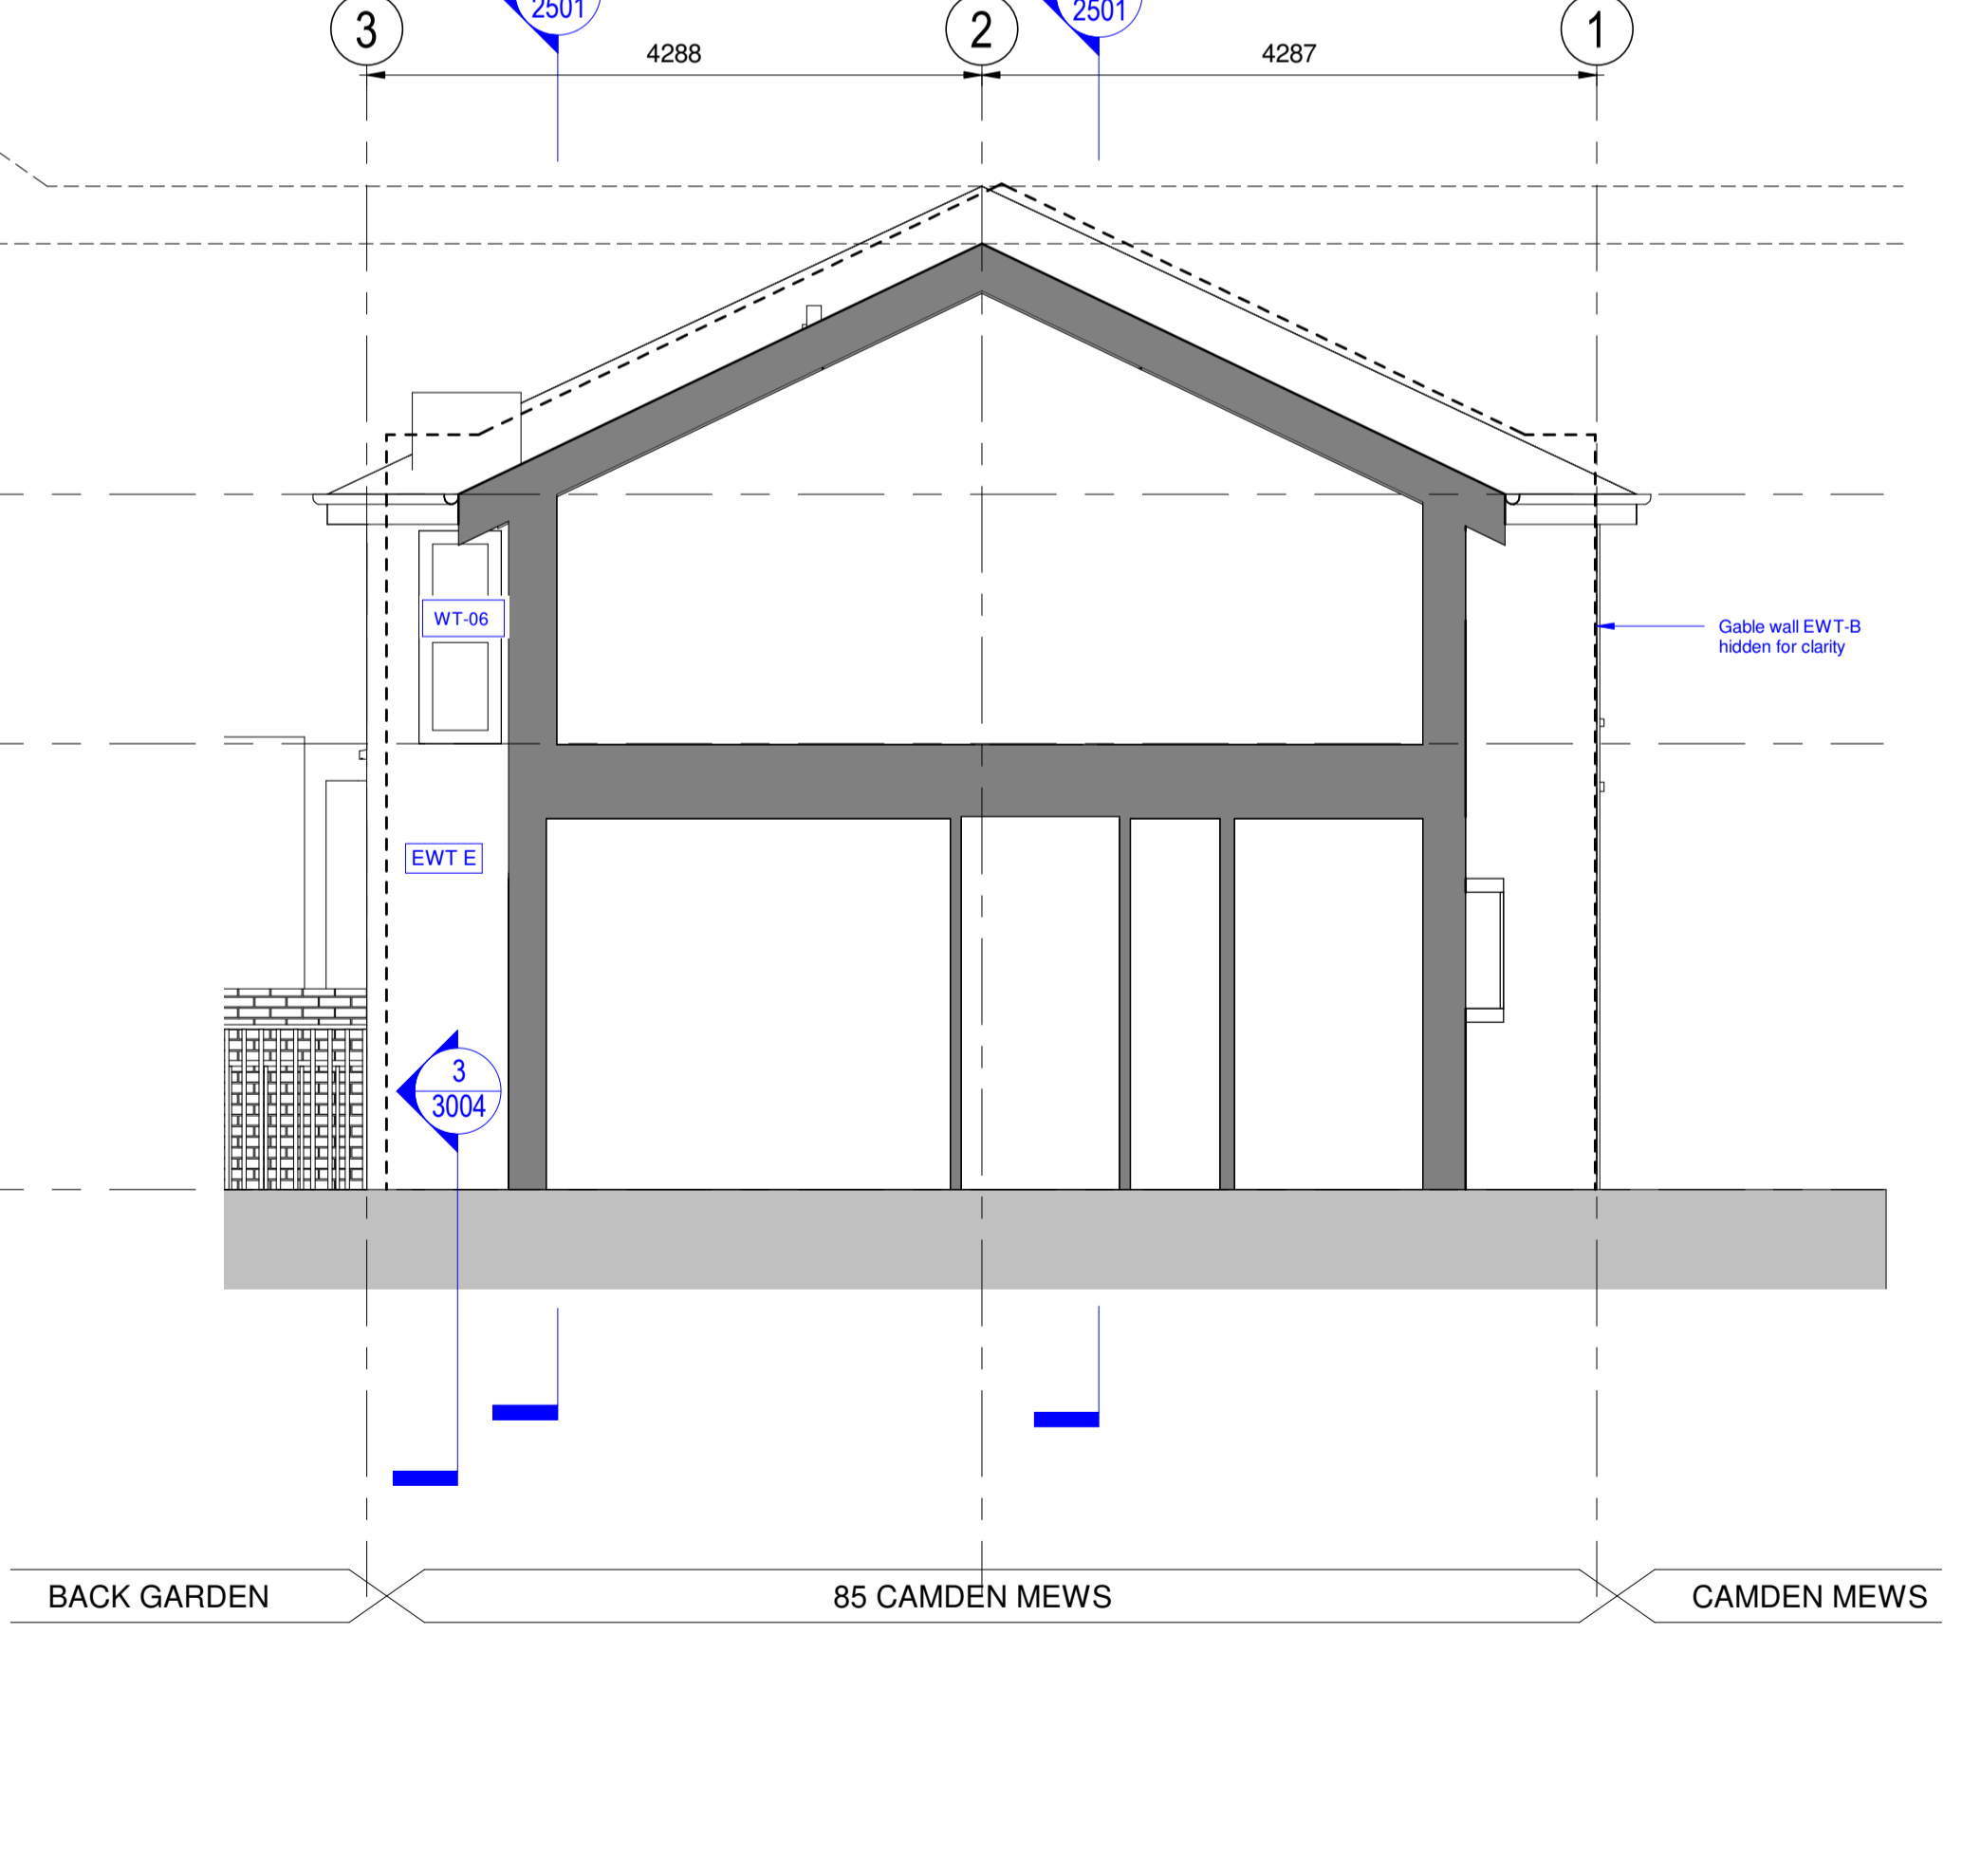 3
2501
2
2501
1
4288
4287
WT-06
Gable wall EWT-B
hidden for clarity
EWT E
3
3004
BACK GARDEN
85 CAMDEN MEWS
CAMDEN MEWS